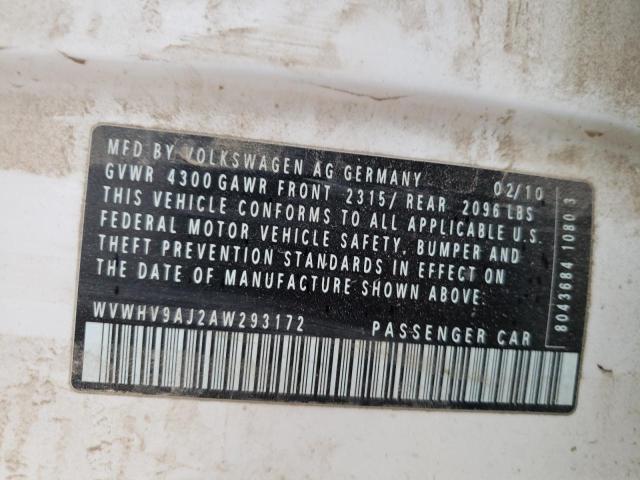 MFD BY VOLKSWAGEN AG GERMANY 02/10
GVWR 4300 GAWR FRONT 2315/ REAR 2096 LBS
THIS VEHICLE CONFORMS TO ALL APPLICABLE U.S.
FEDERAL MOTOR VEHICLE SAFETY, BUMPER AND
THEFT PREVENTION STANDARDS IN EFFECT ON
THE DATE OF MANUFACTURE SHOWN ABOVE.
WVWHV9AJ2AW293172 PASSENGER CAR
8043684 1080 3